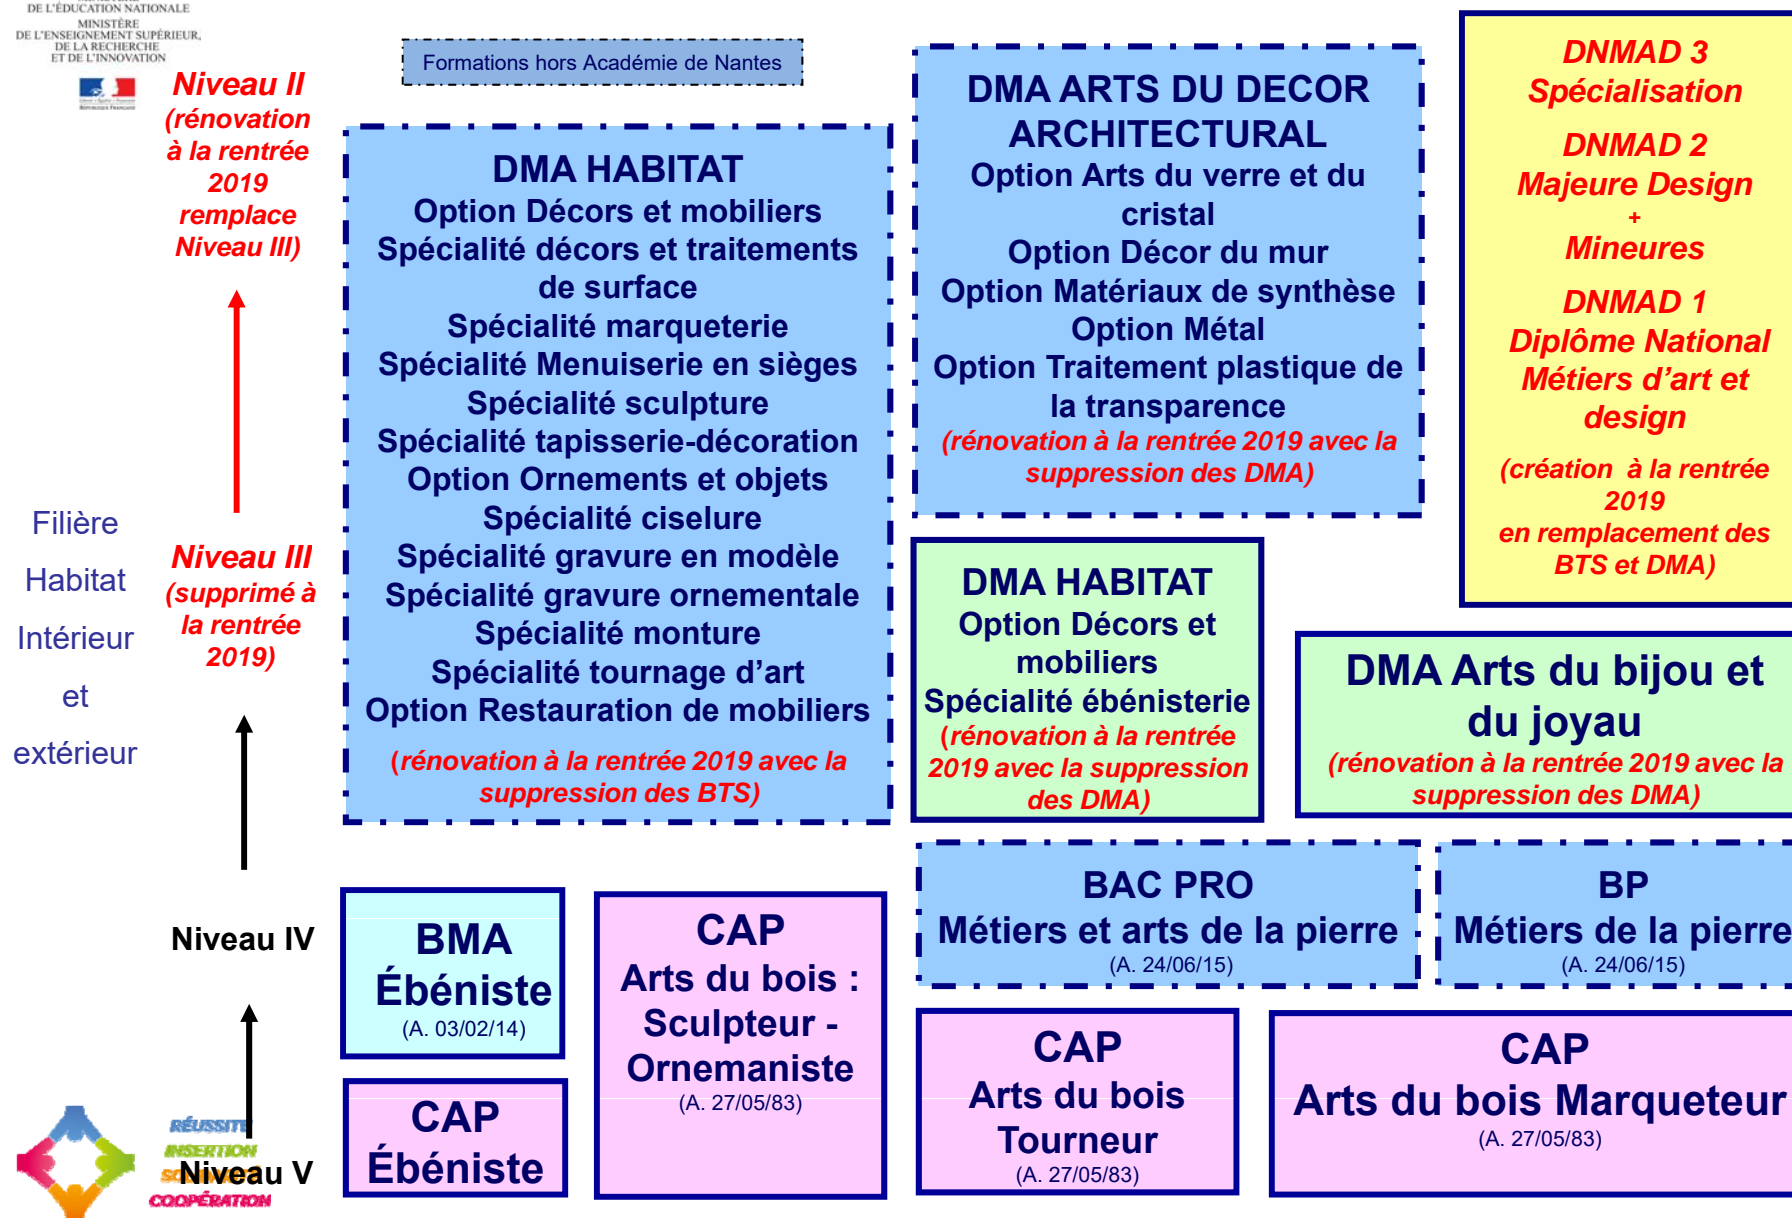 DE L'ÉDUCATION NATIONALE
MINISTÈRE
DE L'ENSEIGNEMENT SUPÉRIEUR,
DE LA RECHERCHE
ET DE L'INNOVATION
Formations hors Académie de Nantes
Niveau II
(rénovation
à la rentrée
2019
remplace
Niveau III)
Niveau III
(supprimé à
la rentrée
2019)
Niveau IV
Niveau V
Filière
Habitat
Intérieur
et
extérieur
DMA HABITAT
Option Décors et mobiliers
Spécialité décors et traitements
de surface
Spécialité marqueterie
Spécialité Menuiserie en sièges
Spécialité sculpture
Spécialité tapisserie-décoration
Option Ornements et objets
Spécialité ciselure
Spécialité gravure en modèle
Spécialité gravure ornementale
Spécialité monture
Spécialité tournage d'art
Option Restauration de mobiliers
(rénovation à la rentrée 2019 avec la
suppression des BTS)
DMA ARTS DU DECOR
ARCHITECTURAL
Option Arts du verre et du
cristal
Option Décor du mur
Option Matériaux de synthèse
Option Métal
Option Traitement plastique de
la transparence
(rénovation à la rentrée 2019 avec la
suppression des DMA)
DNMAD 3
Spécialisation
DNMAD 2
Majeure Design
+
Mineures
DNMAD 1
Diplôme National
Métiers d'art et
design
(création à la rentrée
2019
en remplacement des
BTS et DMA)
DMA HABITAT
Option Décors et
mobiliers
Spécialité ébénisterie
(rénovation à la rentrée
2019 avec la suppression
des DMA)
DMA Arts du bijou et
du joyau
(rénovation à la rentrée 2019 avec la
suppression des DMA)
BMA
Ébéniste
(A. 03/02/14)
CAP
Arts du bois :
Sculpteur -
Ornemaniste
(A. 27/05/83)
BAC PRO
Métiers et arts de la pierre
(A. 24/06/15)
BP
Métiers de la pierre
(A. 24/06/15)
CAP
Ébéniste
CAP
Arts du bois
Tourneur
(A. 27/05/83)
CAP
Arts du bois Marqueteur
(A. 27/05/83)
RÉUSSITE
INSERTION
COOPÉRATION